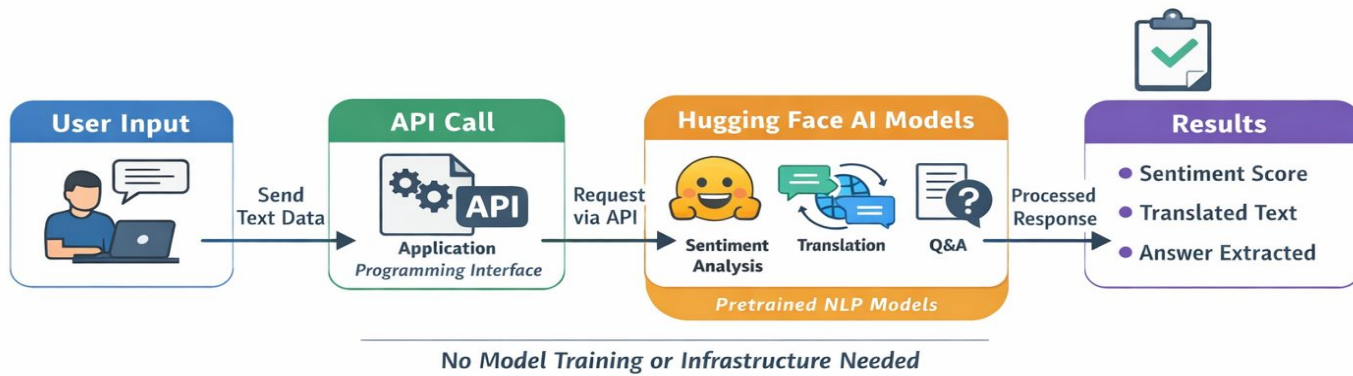 User Input
Send
Text Data
API Call
API
Application
Programming Interface
Request
via API
Hugging Face AI Models
Sentiment
Analysis
Translation
Q&A
Pretrained NLP Models
Processed
Response
Results
• Sentiment Score
• Translated Text
• Answer Extracted
No Model Training or Infrastructure Needed